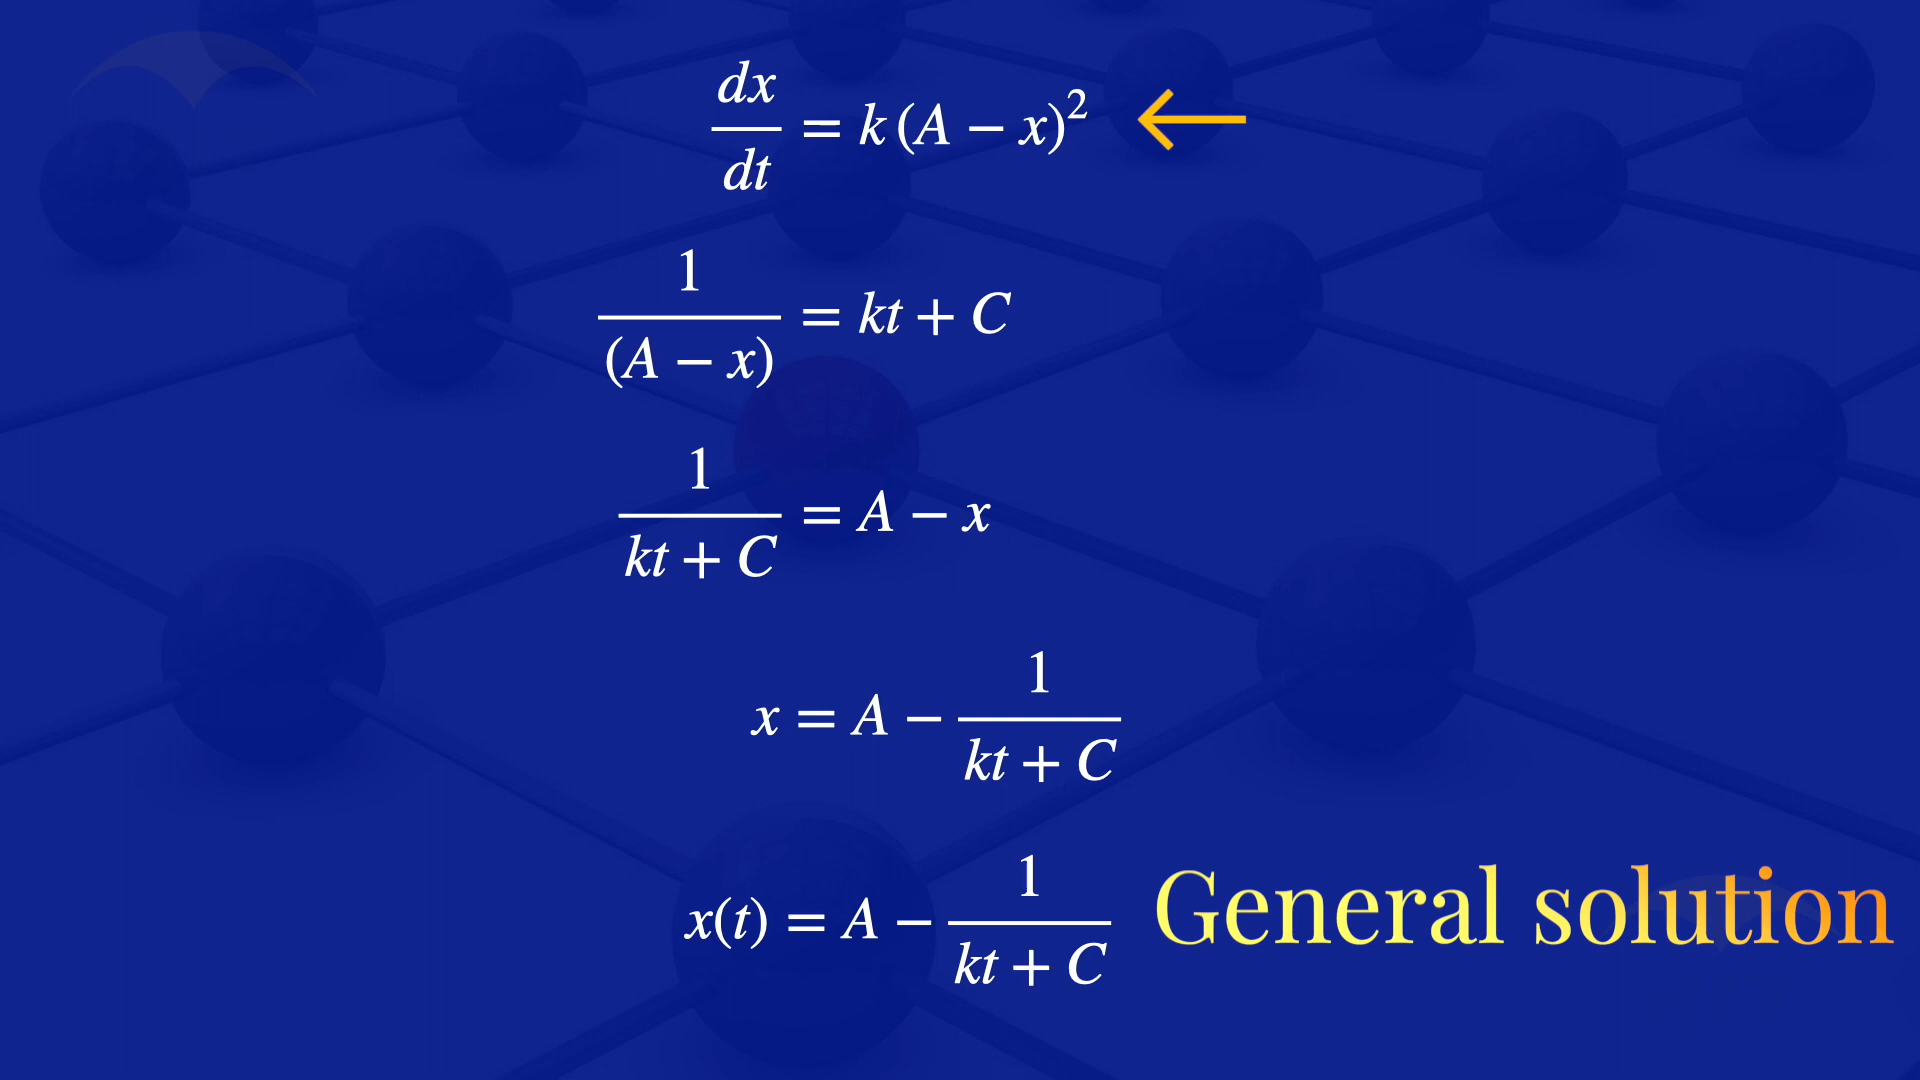 dx/dt = k (A − x)²
1/(A − x) = kt + C
1/(kt + C) = A − x
x = A − 1/(kt + C)
x(t) = A − 1/(kt + C) General solution